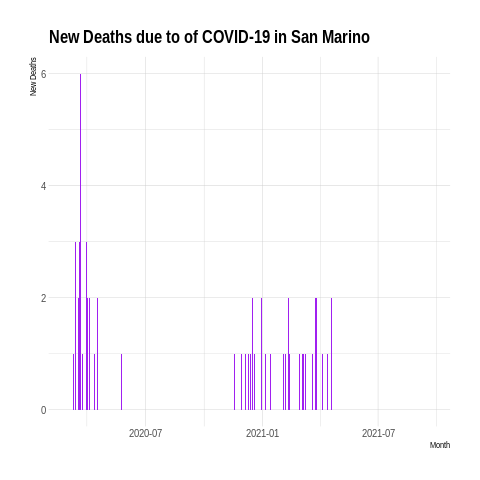 New Deaths due to of COVID-19 in San Marino
New Deaths
6
4
2
0
2020-07
2021-01
2021-07
Month